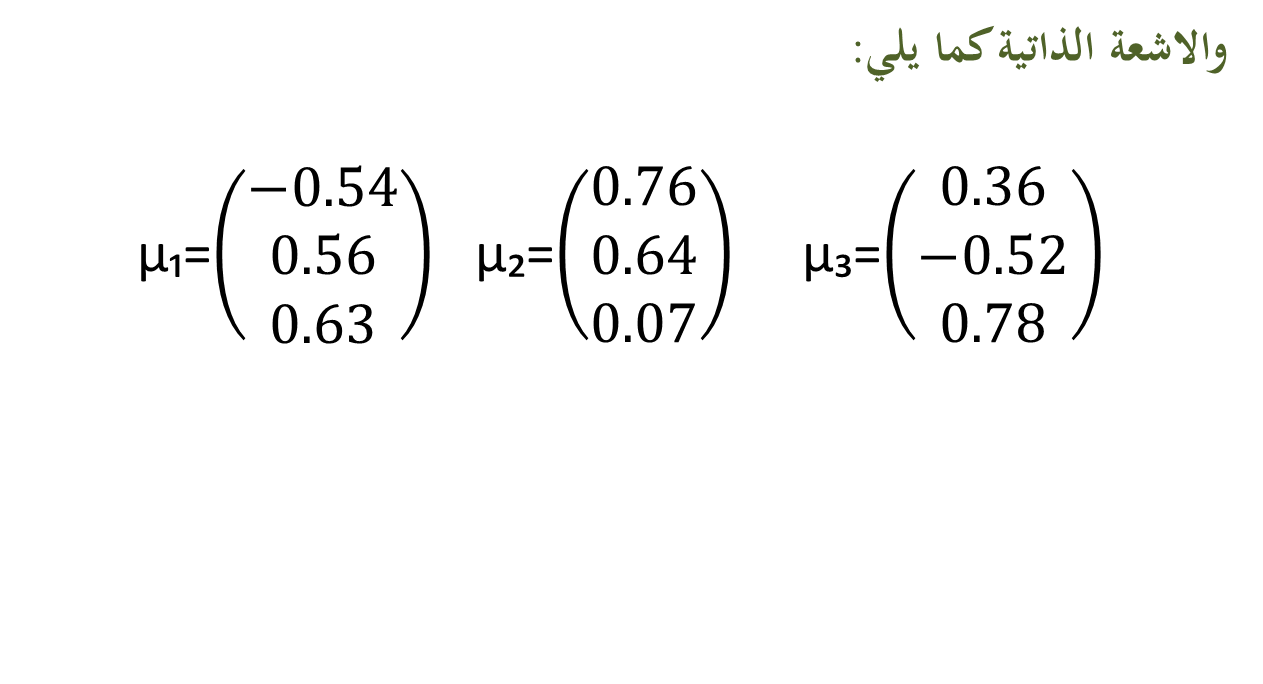 والاشعة الذاتية كما يلي:
μ₁=(−0.54 0.56 0.63) μ₂=(0.76 0.64 0.07) μ₃=(0.36 −0.52 0.78)